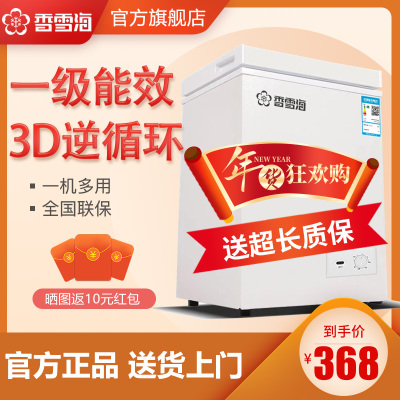 香雪海 官方旗舰店
一级能效
3D逆循环
一机多用
全国联保
晒图返10元红包
香雪海
NEW YEAR
年货狂欢购
送超长质保
官方正品 送货上门
到手价
¥368